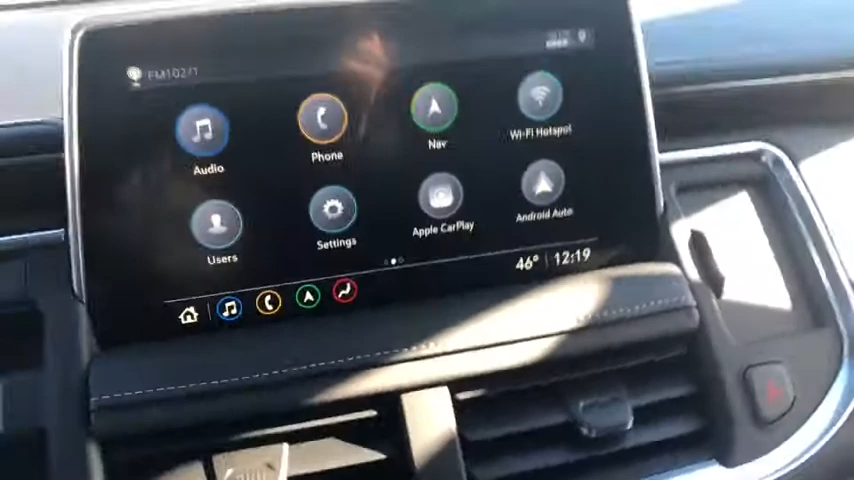 FM102/1
Audio
Phone
Nav
Wi-Fi Hotspot
Users
Settings
Apple CarPlay
Android Auto
46° 12:19